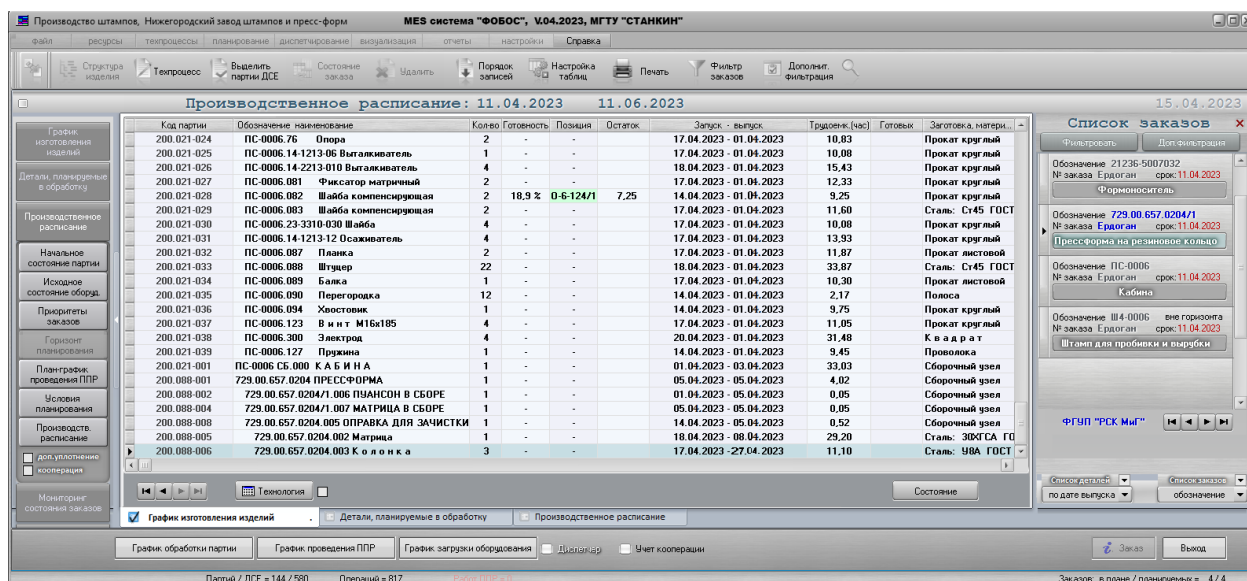 Производство штампов, Нижегородский завод штампов и пресс-форм MES система "ФОБОС", V.04.2023, МГТУ "СТАНКИН"
файл ресурсы техпроцессы планирование диспетчирование визуализация отчеты настройки Справка
Структура изделия Техпроцесс Выделить партии ДСЕ Состояние заказа Удалить Порядок записей Настройка таблиц Печать Фильтр заказов Дополнит. фильтрация
Производственное расписание: 11.04.2023 11.06.2023 15.04.2023
График изготовления изделий
Детали, планируемые в обработку
Производственное расписание
Начальное состояние партии
Исходное состояние оборуд.
Приоритеты заказов
Горизонт планирования
План-график проведения ППР
Условия планирования
Производств. расписание
доп.уплотнение
кооперация
Мониторинг состояния заказов
Код партии Обозначение наименование Кол-во Готовность Позиция Остаток Запуск - выпуск Трудоемк.(час) Готовых Заготовка, матери...
200.021-024 ПС-0006.76 Опора 2 - - 17.04.2023 - 01.04.2023 10,83 Прокат круглый
200.021-025 ПС-0006.14-1213-06 Выталкиватель 1 - - 17.04.2023 - 01.04.2023 10,08 Прокат круглый
200.021-026 ПС-0006.14-2213-010 Выталкиватель 4 - - 18.04.2023 - 01.04.2023 15,43 Прокат круглый
200.021-027 ПС-0006.081 Фиксатор матричный 2 - - 17.04.2023 - 01.04.2023 12,33 Прокат круглый
200.021-028 ПС-0006.082 Шайба компенсирующая 2 18,9 % 0-6-124/1 7,25 14.04.2023 - 01.04.2023 9,25 Прокат круглый
200.021-029 ПС-0006.083 Шайба компенсирующая 2 - - 17.04.2023 - 01.04.2023 11,60 Сталь: Ст45 ГОСТ
200.021-030 ПС-0006.23-3310-030 Шайба 4 - - 17.04.2023 - 01.04.2023 10,08 Прокат круглый
200.021-031 ПС-0006.14-1213-12 Осаживатель 4 - - 17.04.2023 - 01.04.2023 13,93 Прокат круглый
200.021-032 ПС-0006.087 Планка 2 - - 17.04.2023 - 01.04.2023 11,87 Прокат листовой
200.021-033 ПС-0006.088 Штуцер 22 - - 18.04.2023 - 01.04.2023 33,87 Сталь: Ст45 ГОСТ
200.021-034 ПС-0006.089 Балка 1 - - 17.04.2023 - 01.04.2023 10,30 Прокат листовой
200.021-035 ПС-0006.090 Перегородка 12 - - 14.04.2023 - 01.04.2023 2,17 Полоса
200.021-036 ПС-0006.094 Хвостовик 1 - - 14.04.2023 - 01.04.2023 9,75 Прокат круглый
200.021-037 ПС-0006.123 В и н т М16х185 4 - - 17.04.2023 - 01.04.2023 11,05 Прокат круглый
200.021-038 ПС-0006.300 Электрод 4 - - 20.04.2023 - 01.04.2023 31,48 К в а д р а т
200.021-039 ПС-0006.127 Пружина 1 - - 14.04.2023 - 01.04.2023 9,45 Проволока
200.021-001 ПС-0006 СБ.000 К А Б И Н А 1 - - 01.04.2023 - 03.04.2023 33,03 Сборочный узел
200.088-001 729.00.657.0204 ПРЕССФОРМА 1 - - 05.04.2023 - 05.04.2023 4,02 Сборочный узел
200.088-002 729.00.657.0204/1.006 ПУАНСОН В СБОРЕ 1 - - 01.04.2023 - 05.04.2023 0,05 Сборочный узел
200.088-004 729.00.657.0204/1.007 МАТРИЦА В СБОРЕ 1 - - 05.04.2023 - 05.04.2023 0,05 Сборочный узел
200.088-008 729.00.657.0204.005 ОПРАВКА ДЛЯ ЗАЧИСТКИ 1 - - 14.04.2023 - 05.04.2023 0,52 Сборочный узел
200.088-005 729.00.657.0204.002 Матрица 1 - - 18.04.2023 - 08.04.2023 29,20 Сталь: 30ХГСА ГО
200.088-006 729.00.657.0204.003 К о л о н к а 3 - - 17.04.2023 -27.04.2023 11,10 Сталь: У8А ГОСТ
Технология Состояние
График изготовления изделий . Детали, планируемые в обработку Производственное расписание
Список заказов
Фильтровать Доп.фильтрация
Обозначение 21236-5007032
№ заказа Ердоган срок: 11.04.2023
Формоноситель
Обозначение 729.00.657.0204/1
№ заказа Ердоган срок: 11.04.2023
Прессформа на резиновое кольцо
Обозначение ПС-0006
№ заказа Ердоган срок: 11.04.2023
Кабина
Обозначение Ш4-0006 вне горизонта
№ заказа Ердоган срок: 11.04.2023
Штамп для пробивки и вырубки
ФГУП "РСК МиГ"
Список деталей Список заказов
по дате выпуска обозначение
График обработки партии График проведения ППР График загрузки оборудования Диспетчер Учет кооперации Заказ Выход
Партий / ДСЕ = 144 / 580 Операций = 817 Работ ППР = 0 Заказов: в плане / планируемых = 4 / 4